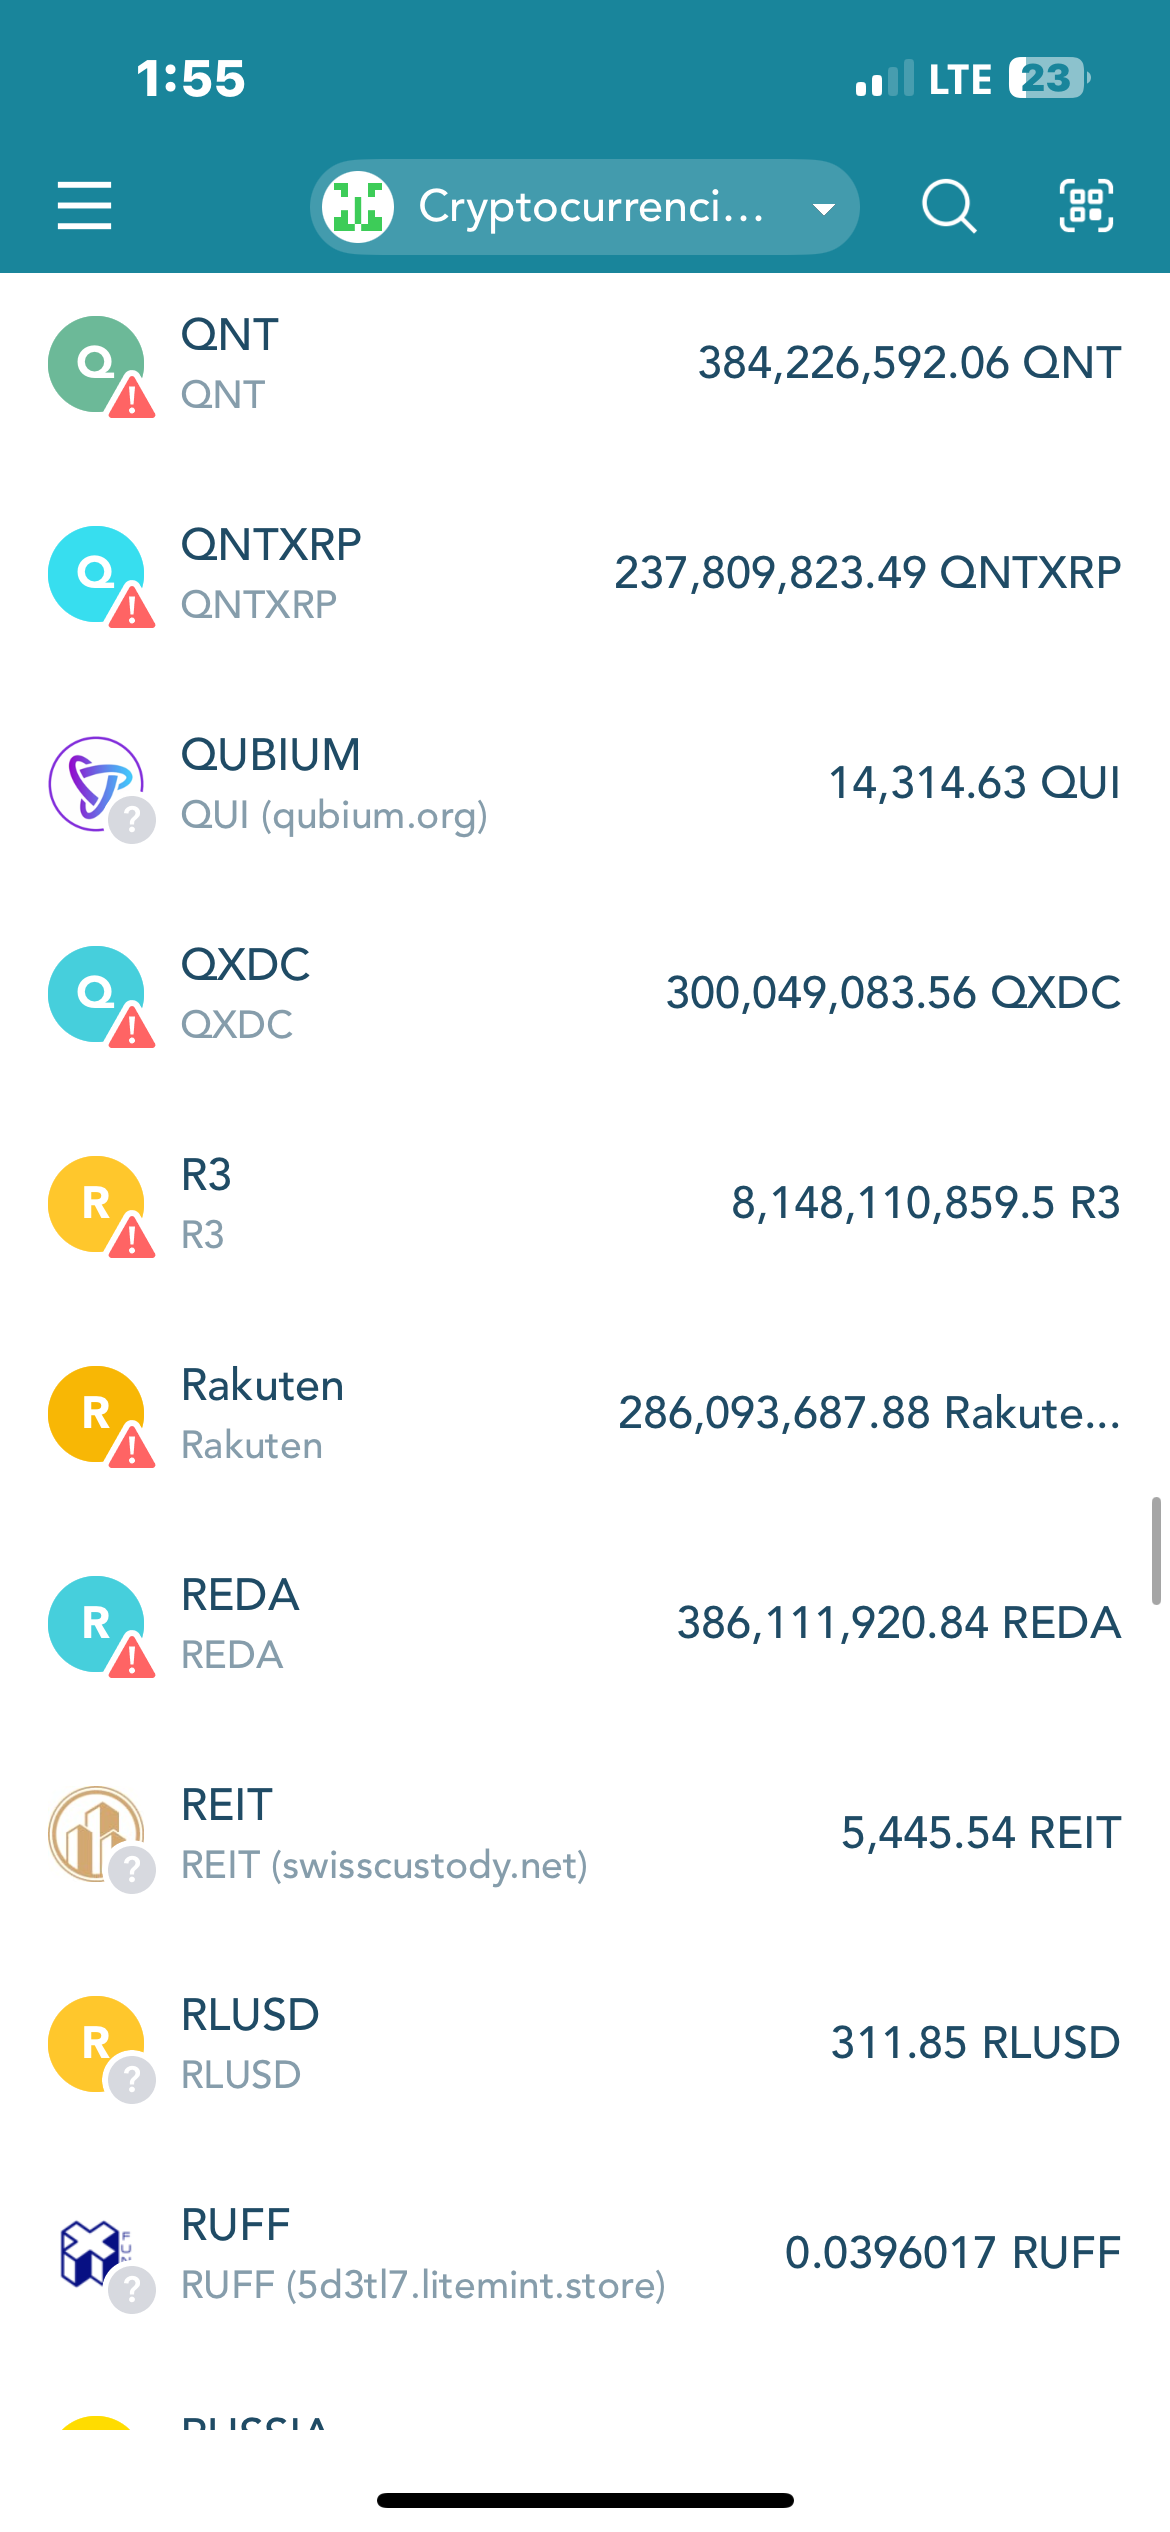 1:55
LTE 23
Cryptocurrenci...
Q
QNT
QNT
384,226,592.06 QNT
Q
QNTXRP
QNTXRP
237,809,823.49 QNTXRP
QUBIUM
QUI (qubium.org)
14,314.63 QUI
?
Q
QXDC
QXDC
300,049,083.56 QXDC
R
R3
R3
8,148,110,859.5 R3
R
Rakuten
Rakuten
286,093,687.88 Rakute...
R
REDA
REDA
386,111,920.84 REDA
REIT
REIT (swisscustody.net)
5,445.54 REIT
?
R
RLUSD
RLUSD
311.85 RLUSD
?
RUFF
RUFF (5d3tl7.litemint.store)
0.0396017 RUFF
?
RUSSIA